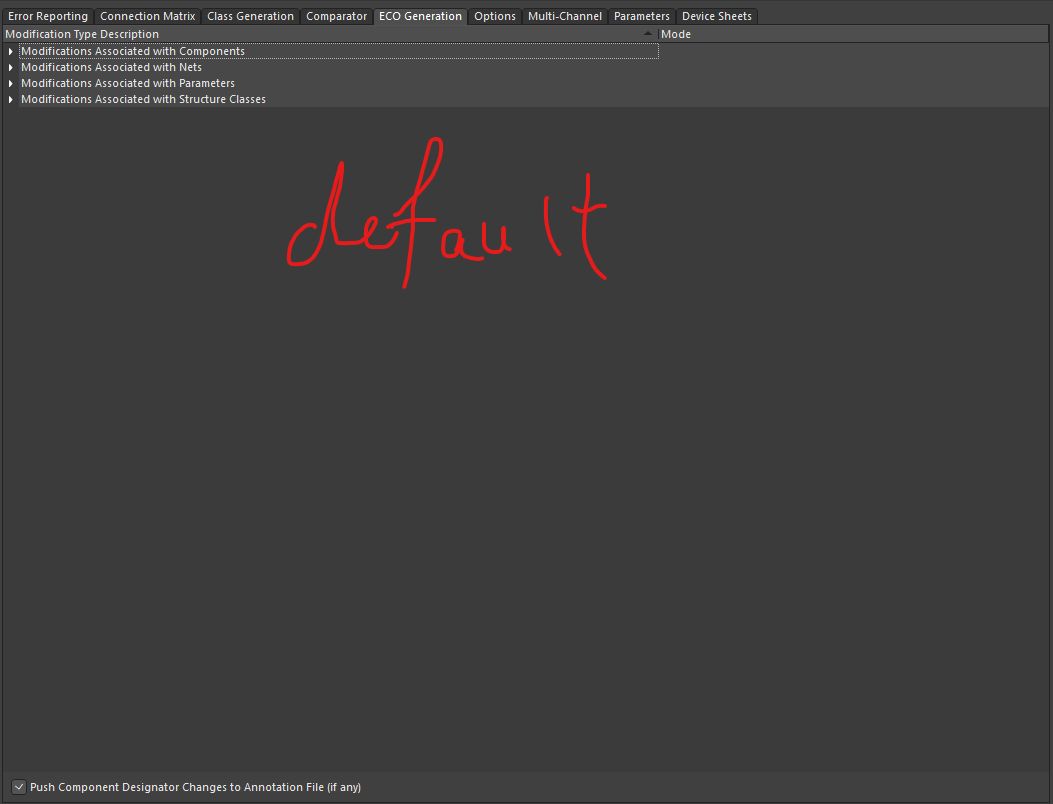 Error Reporting Connection Matrix Class Generation Comparator ECO Generation Options Multi-Channel Parameters Device Sheets
Modification Type Description Mode
Modifications Associated with Components
Modifications Associated with Nets
Modifications Associated with Parameters
Modifications Associated with Structure Classes
default
Push Component Designator Changes to Annotation File (if any)